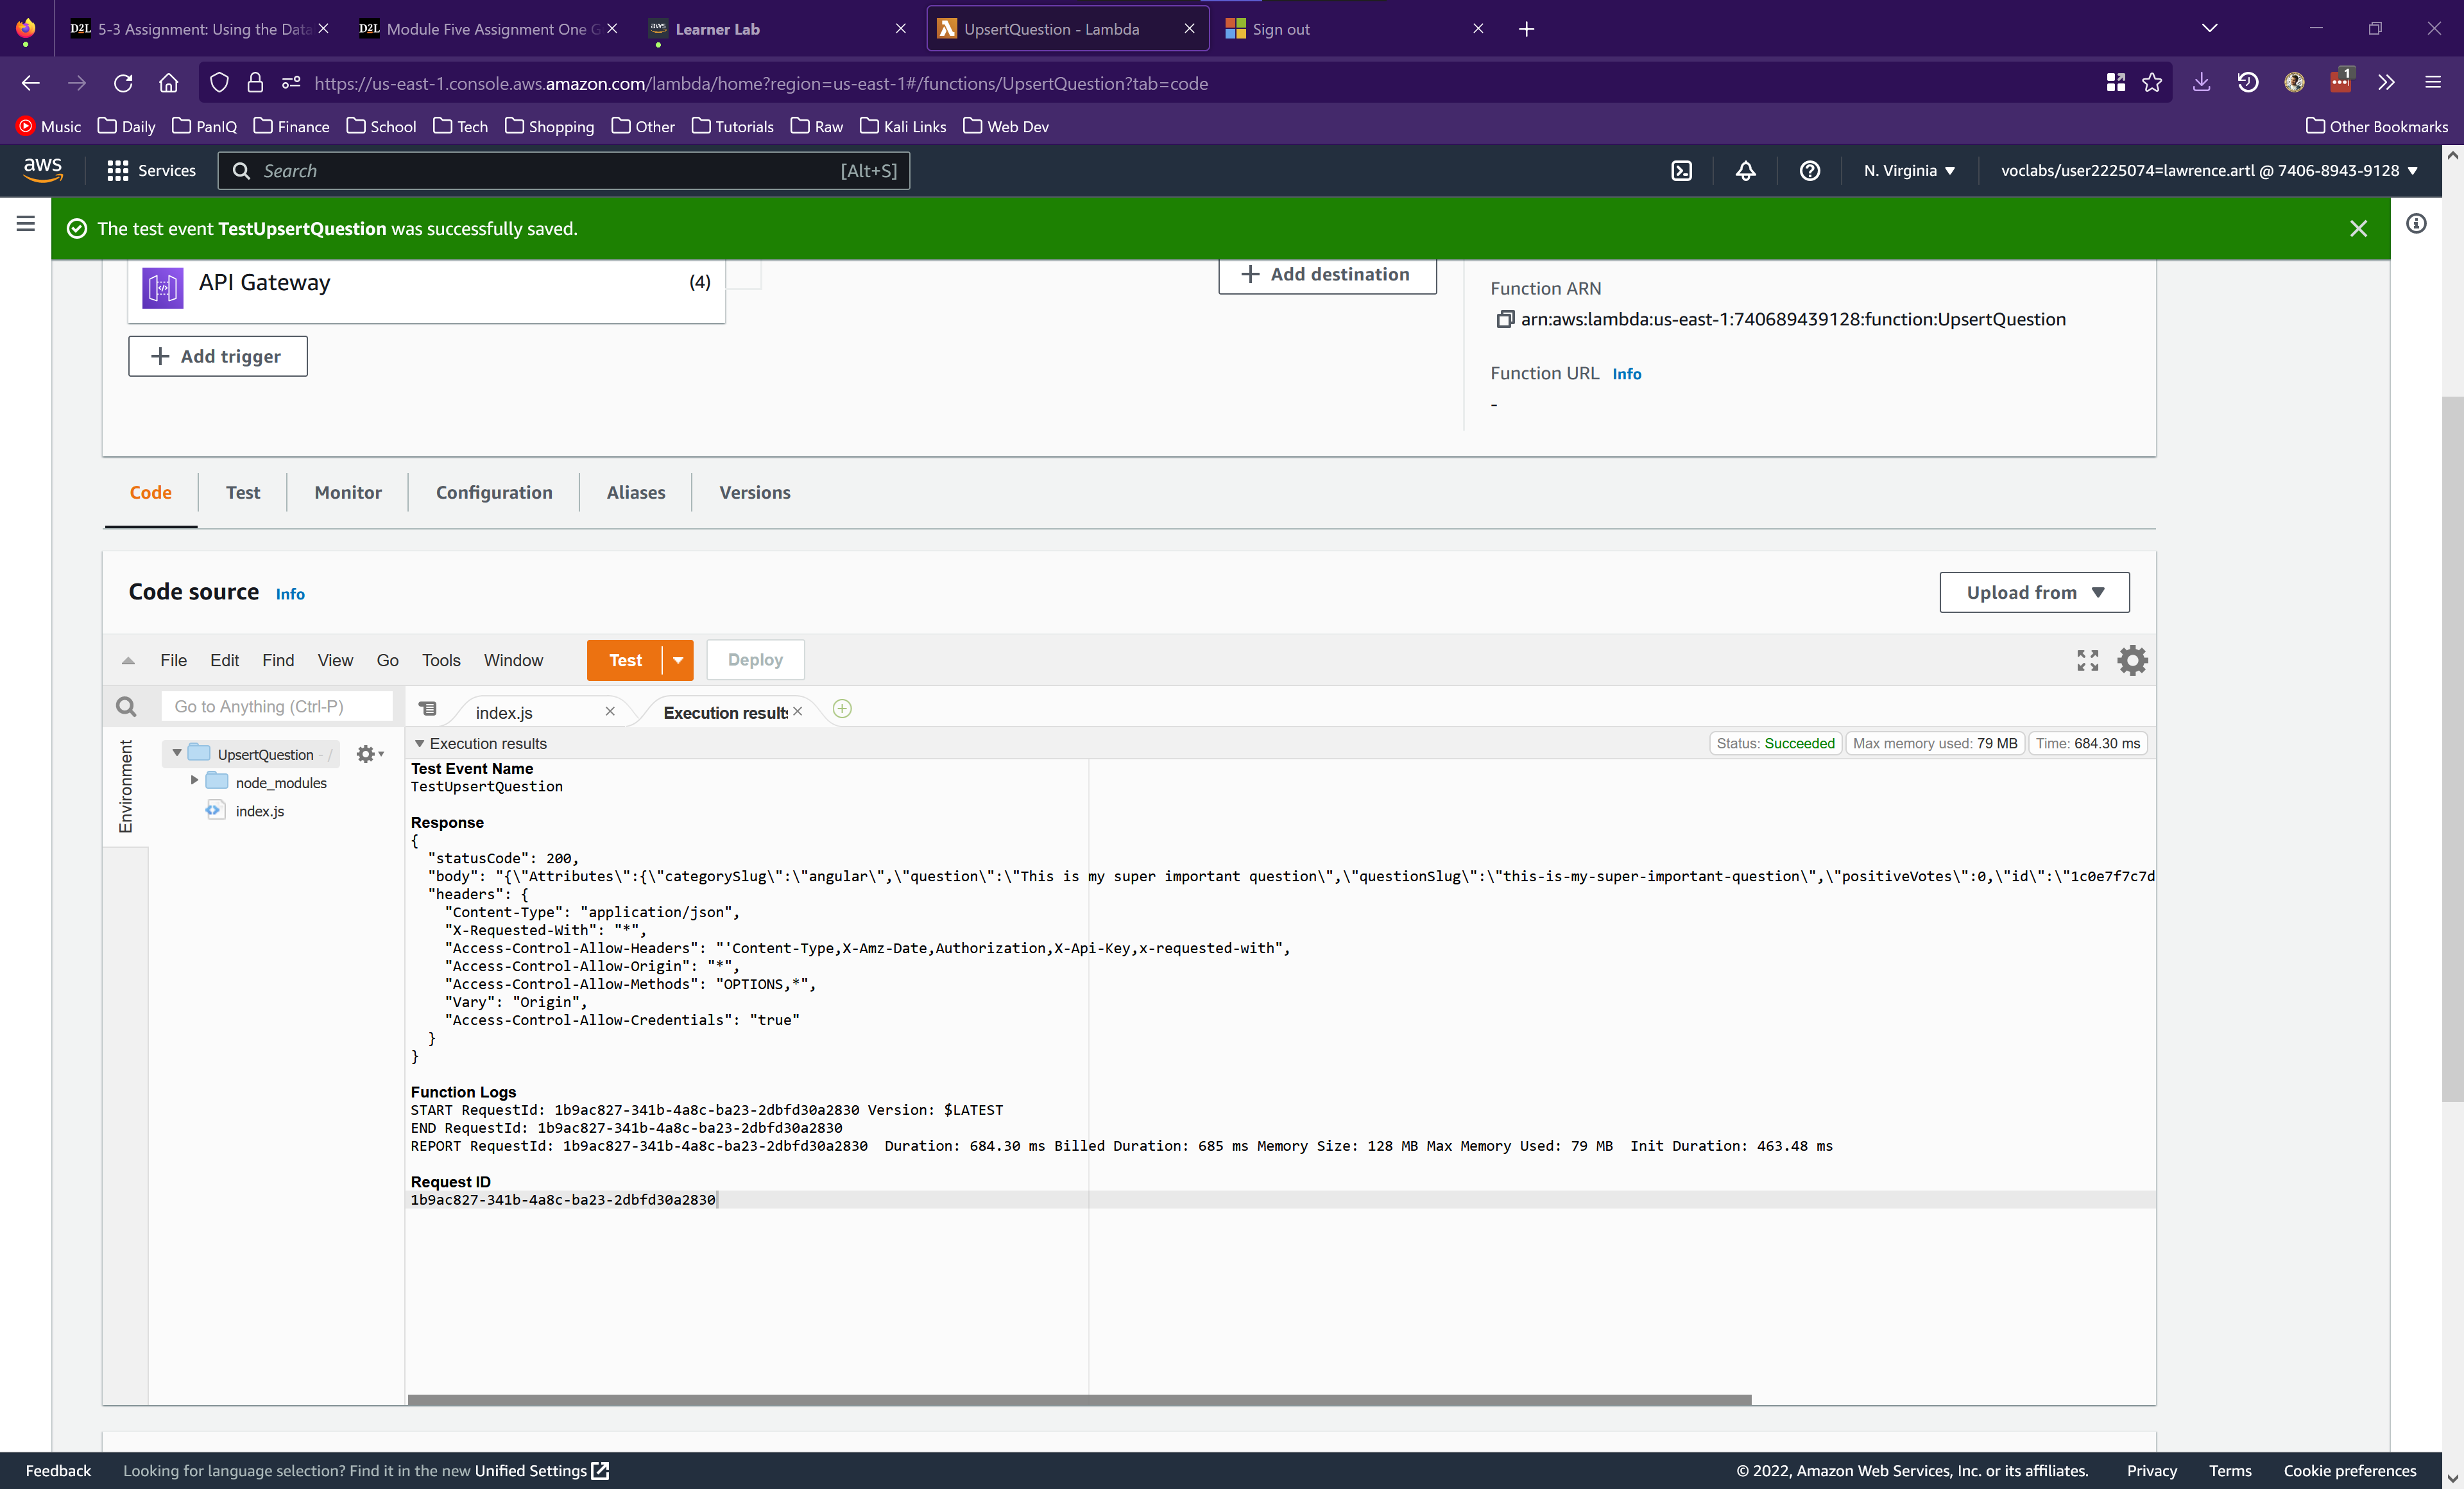 5-3 Assignment: Using the Data
Module Five Assignment One G
Learner Lab
UpsertQuestion - Lambda
Sign out
https://us-east-1.console.aws.amazon.com/lambda/home?region=us-east-1#/functions/UpsertQuestion?tab=code
1
Music Daily PanIQ Finance School Tech Shopping Other Tutorials Raw Kali Links Web Dev Other Bookmarks
aws Services Search [Alt+S] N. Virginia voclabs/user2225074=lawrence.artl @ 7406-8943-9128
The test event TestUpsertQuestion was successfully saved.
API Gateway (4)
+ Add destination
Function ARN
arn:aws:lambda:us-east-1:740689439128:function:UpsertQuestion
+ Add trigger
Function URL Info
-
Code Test Monitor Configuration Aliases Versions
Code source Info
Upload from
File Edit Find View Go Tools Window Test Deploy
Go to Anything (Ctrl-P)
index.js Execution results
Environment
UpsertQuestion - /
node_modules
index.js
Execution results Status: Succeeded Max memory used: 79 MB Time: 684.30 ms
Test Event Name
TestUpsertQuestion
Response
{
"statusCode": 200,
"body": "{\"Attributes\":{\"categorySlug\":\"angular\",\"question\":\"This is my super important question\",\"questionSlug\":\"this-is-my-super-important-question\",\"positiveVotes\":0,\"id\":\"1c0e7f7c7d
"headers": {
"Content-Type": "application/json",
"X-Requested-With": "*",
"Access-Control-Allow-Headers": "'Content-Type,X-Amz-Date,Authorization,X-Api-Key,x-requested-with",
"Access-Control-Allow-Origin": "*",
"Access-Control-Allow-Methods": "OPTIONS,*",
"Vary": "Origin",
"Access-Control-Allow-Credentials": "true"
}
}
Function Logs
START RequestId: 1b9ac827-341b-4a8c-ba23-2dbfd30a2830 Version: $LATEST
END RequestId: 1b9ac827-341b-4a8c-ba23-2dbfd30a2830
REPORT RequestId: 1b9ac827-341b-4a8c-ba23-2dbfd30a2830 Duration: 684.30 ms Billed Duration: 685 ms Memory Size: 128 MB Max Memory Used: 79 MB Init Duration: 463.48 ms
Request ID
1b9ac827-341b-4a8c-ba23-2dbfd30a2830
Feedback Looking for language selection? Find it in the new Unified Settings © 2022, Amazon Web Services, Inc. or its affiliates. Privacy Terms Cookie preferences